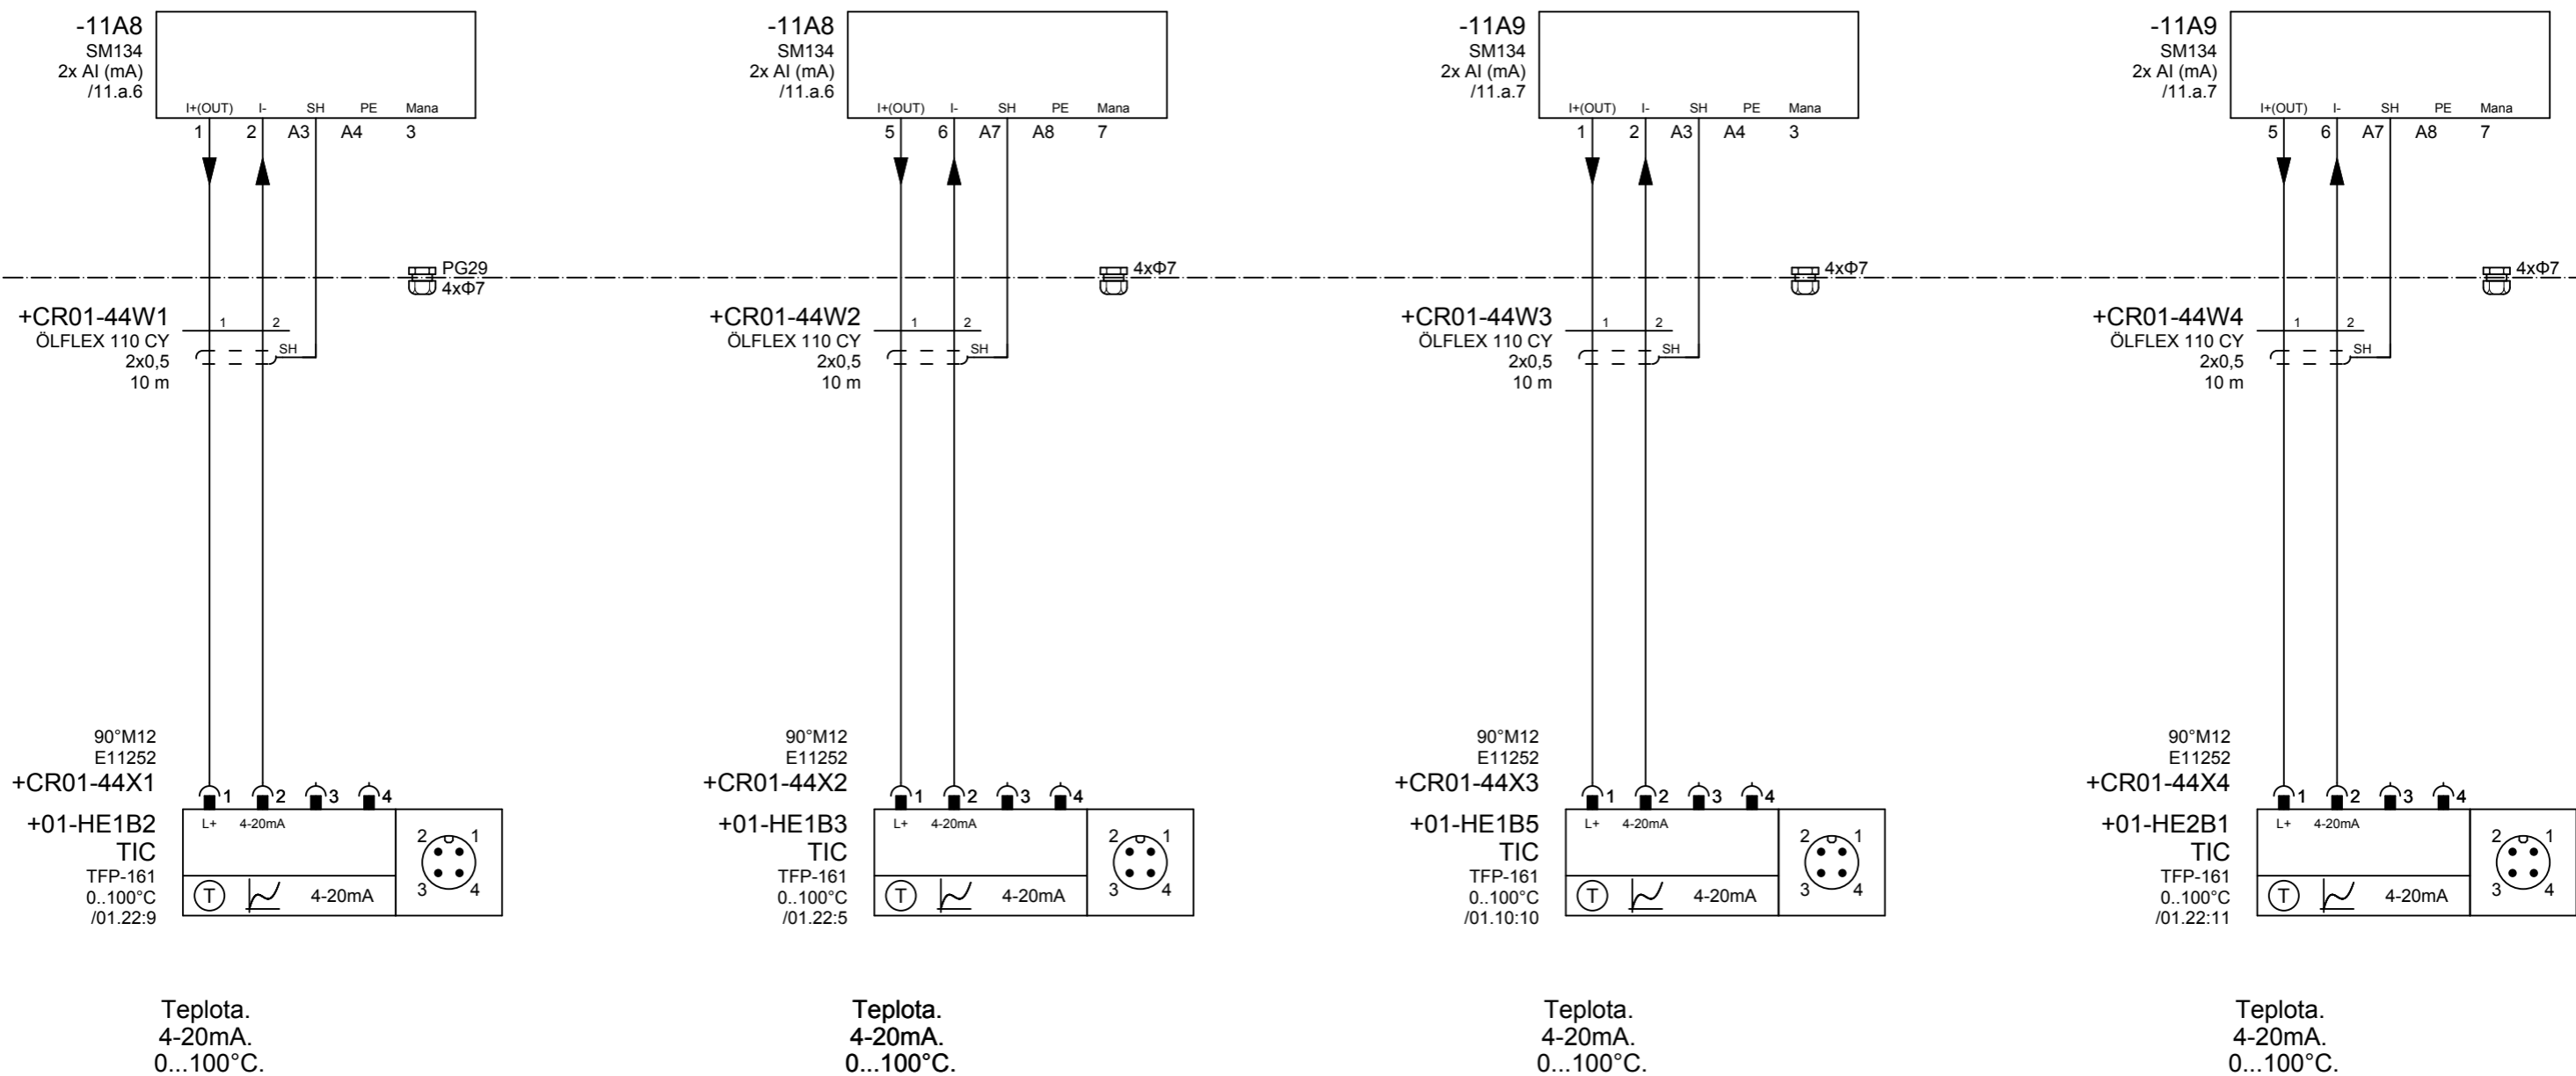 -11A8
SM134
2x AI (mA)
/11.a.6
I+(OUT) I- SH PE Mana
1 2 A3 A4 3
-11A8
SM134
2x AI (mA)
/11.a.6
I+(OUT) I- SH PE Mana
5 6 A7 A8 7
-11A9
SM134
2x AI (mA)
/11.a.7
I+(OUT) I- SH PE Mana
1 2 A3 A4 3
-11A9
SM134
2x AI (mA)
/11.a.7
I+(OUT) I- SH PE Mana
5 6 A7 A8 7
PG29
4xΦ7
4xΦ7
4xΦ7
4xΦ7
+CR01-44W1
ÖLFLEX 110 CY
2x0,5
10 m
1 2
SH
+CR01-44W2
ÖLFLEX 110 CY
2x0,5
10 m
1 2
SH
+CR01-44W3
ÖLFLEX 110 CY
2x0,5
10 m
1 2
SH
+CR01-44W4
ÖLFLEX 110 CY
2x0,5
10 m
1 2
SH
90°M12
E11252
+CR01-44X1
1 2 3 4
+01-HE1B2
TIC
TFP-161
0..100°C
/01.22:9
L+ 4-20mA
T 4-20mA
2 1
3 4
90°M12
E11252
+CR01-44X2
1 2 3 4
+01-HE1B3
TIC
TFP-161
0..100°C
/01.22:5
L+ 4-20mA
T 4-20mA
2 1
3 4
90°M12
E11252
+CR01-44X3
1 2 3 4
+01-HE1B5
TIC
TFP-161
0..100°C
/01.10:10
L+ 4-20mA
T 4-20mA
2 1
3 4
90°M12
E11252
+CR01-44X4
1 2 3 4
+01-HE2B1
TIC
TFP-161
0..100°C
/01.22:11
L+ 4-20mA
T 4-20mA
2 1
3 4
Teplota.
4-20mA.
0...100°C.
Teplota.
4-20mA.
0...100°C.
Teplota.
4-20mA.
0...100°C.
Teplota.
4-20mA.
0...100°C.